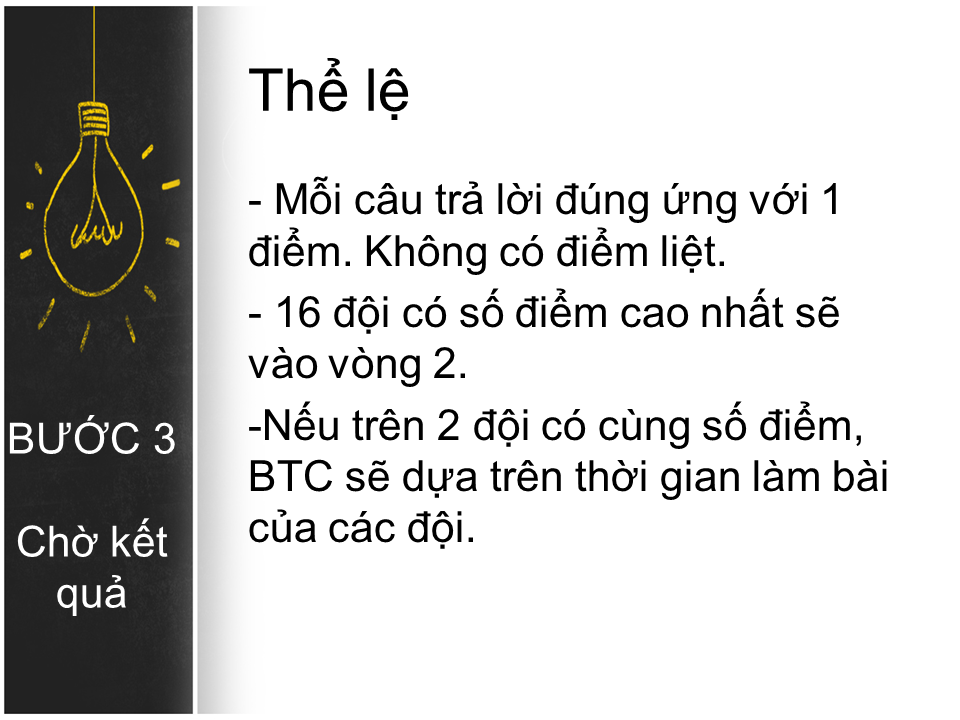 Thể lệ
- Mỗi câu trả lời đúng ứng với 1
điểm. Không có điểm liệt.
- 16 đội có số điểm cao nhất sẽ
vào vòng 2.
-Nếu trên 2 đội có cùng số điểm,
BTC sẽ dựa trên thời gian làm bài
của các đội.
BƯỚC 3
Chờ kết
quả